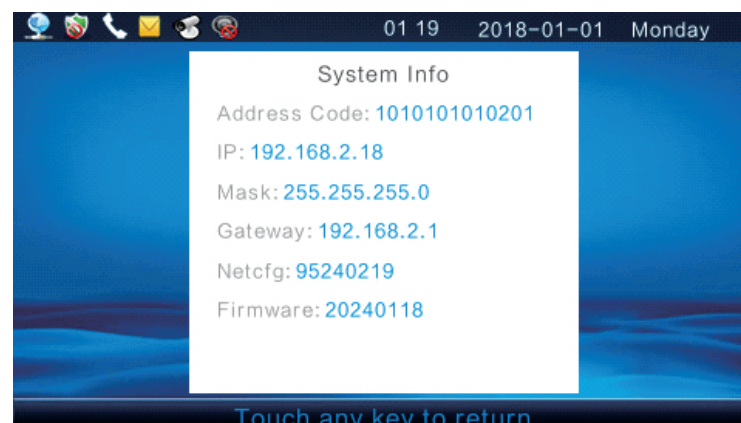 01 19 2018-01-01 Monday
System Info
Address Code: 1010101010201
IP: 192.168.2.18
Mask: 255.255.255.0
Gateway: 192.168.2.1
Netcfg: 95240219
Firmware: 20240118
Touch any key to return